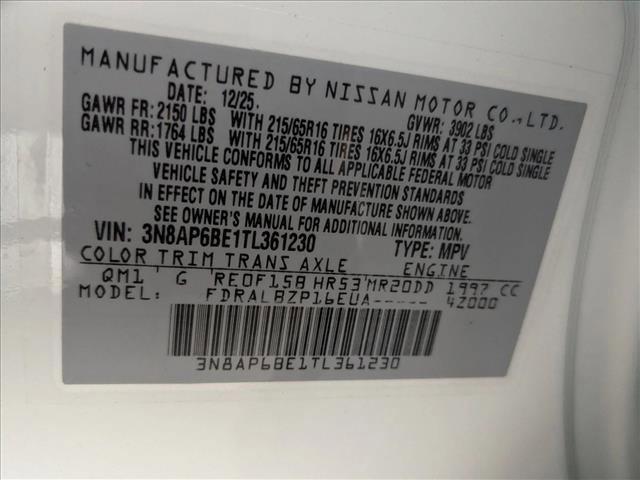 MANUFACTURED BY NISSAN MOTOR CO.,LTD.
DATE: 12/25. GVWR: 3902 LBS
GAWR FR: 2150 LBS WITH 215/65R16 TIRES 16X6.5J RIMS AT 33 PSI COLD SINGLE
GAWR RR: 1764 LBS WITH 215/65R16 TIRES 16X6.5J RIMS AT 33 PSI COLD SINGLE
THIS VEHICLE CONFORMS TO ALL APPLICABLE FEDERAL MOTOR
VEHICLE SAFETY AND THEFT PREVENTION STANDARDS
IN EFFECT ON THE DATE OF MANUFACTURE SHOWN ABOVE.
SEE OWNER'S MANUAL FOR ADDITIONAL INFORMATION.
VIN: 3N8AP6BE1TL361230 TYPE: MPV
COLOR TRIM TRANS AXLE ENGINE
QM1 ' G 'RE0F15B HR53'MR20DD 1997 CC
MODEL: FDRALBZP16EUA----- 4Z000
3N8AP6BE1TL361230